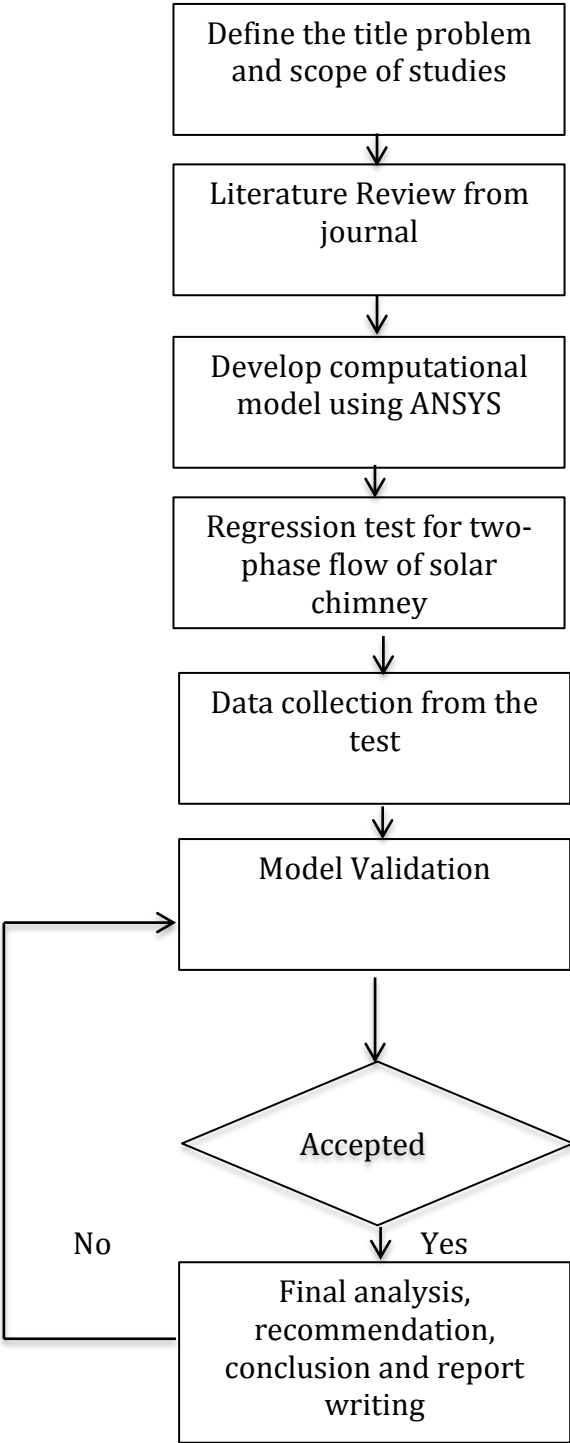 Define the title problem
and scope of studies
Literature Review from
journal
Develop computational
model using ANSYS
Regression test for two-
phase flow of solar
chimney
Data collection from the
test
Model Validation
Accepted
No
Yes
Final analysis,
recommendation,
conclusion and report
writing